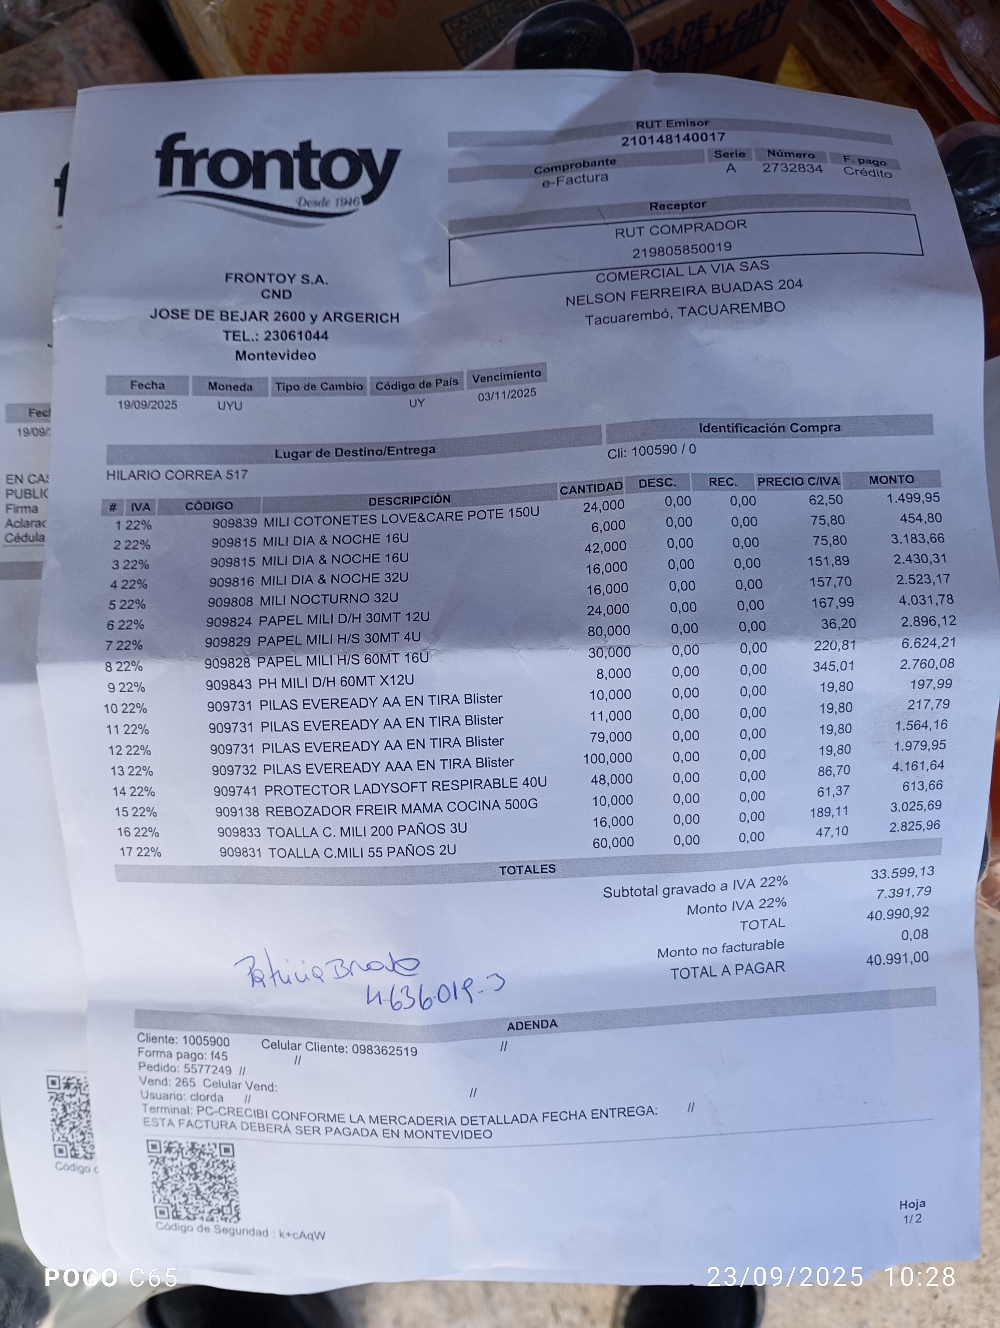 frontoy
Desde 1946
RUT Emisor
210148140017
Comprobante Serie Número F. pago
e-Factura A 2732834 Crédito
Receptor
RUT COMPRADOR
219805850019
COMERCIAL LA VIA SAS
NELSON FERREIRA BUADAS 204
Tacuarembó, TACUAREMBO
FRONTOY S.A.
CND
JOSE DE BEJAR 2600 y ARGERICH
TEL.: 23061044
Montevideo
Fecha Moneda Tipo de Cambio Código de País Vencimiento
19/09/2025 UYU UY 03/11/2025
Lugar de Destino/Entrega Identificación Compra
HILARIO CORREA 517 Cli: 100590 / 0
# IVA CÓDIGO DESCRIPCIÓN CANTIDAD DESC. REC. PRECIO C/IVA MONTO
1 22% 909839 MILI COTONETES LOVE&CARE POTE 150U 24,000 0,00 0,00 62,50 1.499,95
2 22% 909815 MILI DIA & NOCHE 16U 6,000 0,00 0,00 75,80 454,80
3 22% 909815 MILI DIA & NOCHE 16U 42,000 0,00 0,00 75,80 3.183,66
4 22% 909816 MILI DIA & NOCHE 32U 16,000 0,00 0,00 151,89 2.430,31
5 22% 909808 MILI NOCTURNO 32U 16,000 0,00 0,00 157,70 2.523,17
6 22% 909824 PAPEL MILI D/H 30MT 12U 24,000 0,00 0,00 167,99 4.031,78
7 22% 909829 PAPEL MILI H/S 30MT 4U 80,000 0,00 0,00 36,20 2.896,12
8 22% 909828 PAPEL MILI H/S 60MT 16U 30,000 0,00 0,00 220,81 6.624,21
9 22% 909843 PH MILI D/H 60MT X12U 8,000 0,00 0,00 345,01 2.760,08
10 22% 909731 PILAS EVEREADY AA EN TIRA Blister 10,000 0,00 0,00 19,80 197,99
11 22% 909731 PILAS EVEREADY AA EN TIRA Blister 11,000 0,00 0,00 19,80 217,79
12 22% 909731 PILAS EVEREADY AA EN TIRA Blister 79,000 0,00 0,00 19,80 1.564,16
13 22% 909732 PILAS EVEREADY AAA EN TIRA Blister 100,000 0,00 0,00 19,80 1.979,95
14 22% 909741 PROTECTOR LADYSOFT RESPIRABLE 40U 48,000 0,00 0,00 86,70 4.161,64
15 22% 909138 REBOZADOR FREIR MAMA COCINA 500G 10,000 0,00 0,00 61,37 613,66
16 22% 909833 TOALLA C. MILI 200 PAÑOS 3U 16,000 0,00 0,00 189,11 3.025,69
17 22% 909831 TOALLA C.MILI 55 PAÑOS 2U 60,000 0,00 0,00 47,10 2.825,96
TOTALES
Subtotal gravado a IVA 22% 33.599,13
Monto IVA 22% 7.391,79
TOTAL 40.990,92
Monto no facturable 0,08
TOTAL A PAGAR 40.991,00
Patricia
4.636.019-3
ADENDA
Cliente: 1005900 Celular Cliente: 098362519 //
Forma pago: f45 //
Pedido: 5577249 //
Vend: 265 Celular Vend: //
Usuario: clorda //
Terminal: PC-CRECIBI CONFORME LA MERCADERIA DETALLADA FECHA ENTREGA: //
ESTA FACTURA DEBERÁ SER PAGADA EN MONTEVIDEO
Código de Seguridad : k+cAqW
Hoja
1/2
Fech
19/09/
EN CAS
PUBLIC
Firma
Aclarac
Cédula
Código
POCO C65
23/09/2025 10:28